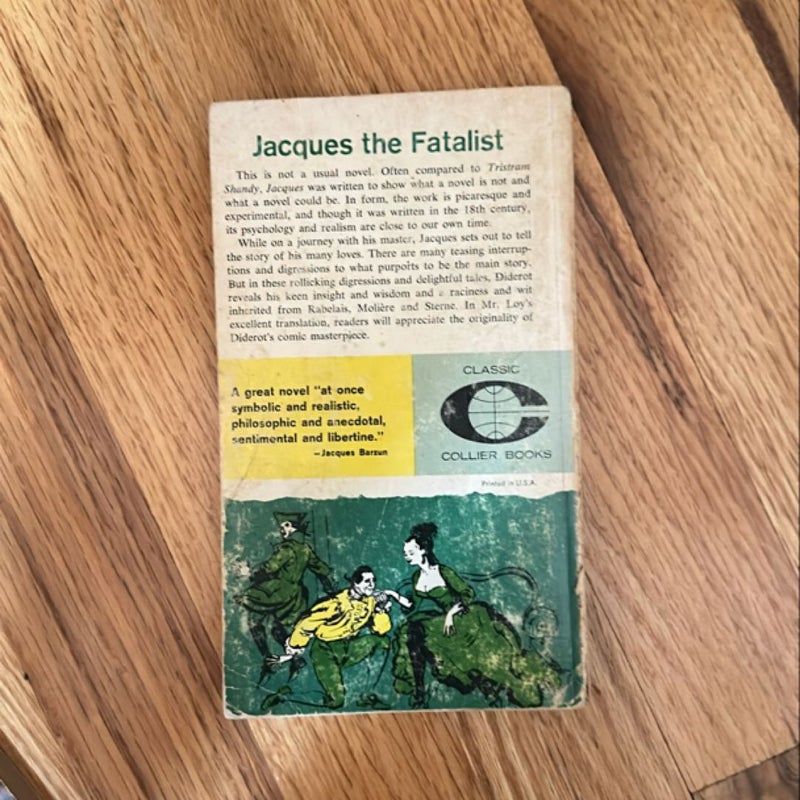 Jacques the Fatalist
This is not a usual novel. Often compared to Tristram
Shandy, Jacques was written to show what a novel is not and
what a novel could be. In form, the work is picaresque and
experimental, and though it was written in the 18th century,
its psychology and realism are close to our own time.
While on a journey with his master, Jacques sets out to tell
the story of his many loves. There are many teasing interrup-
tions and digressions to what purports to be the main story.
But in these rollicking digressions and delightful tales, Diderot
reveals his keen insight and wisdom and a raciness and wit
inherited from Rabelais, Molière and Sterne. In Mr. Loy's
excellent translation, readers will appreciate the originality of
Diderot's comic masterpiece.
A great novel "at once
symbolic and realistic,
philosophic and anecdotal,
sentimental and libertine."
—Jacques Barzun
CLASSIC
COLLIER BOOKS
Printed in U.S.A.